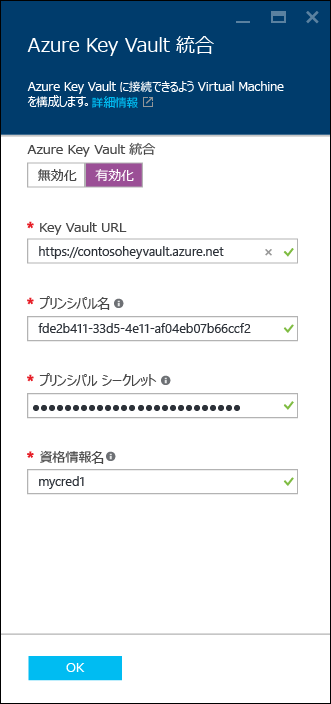 Azure Key Vault 統合
Azure Key Vault に接続できるよう Virtual Machine
を構成します。詳細情報
Azure Key Vault 統合
無効化 有効化
* Key Vault URL
https://contosoheyvault.azure.net
* プリンシパル名
fde2b411-33d5-4e11-af04eb07b66ccf2
* プリンシパル シークレット
●●●●●●●●●●●●●●●●●●●●●●●●●●
* 資格情報名
mycred1
OK